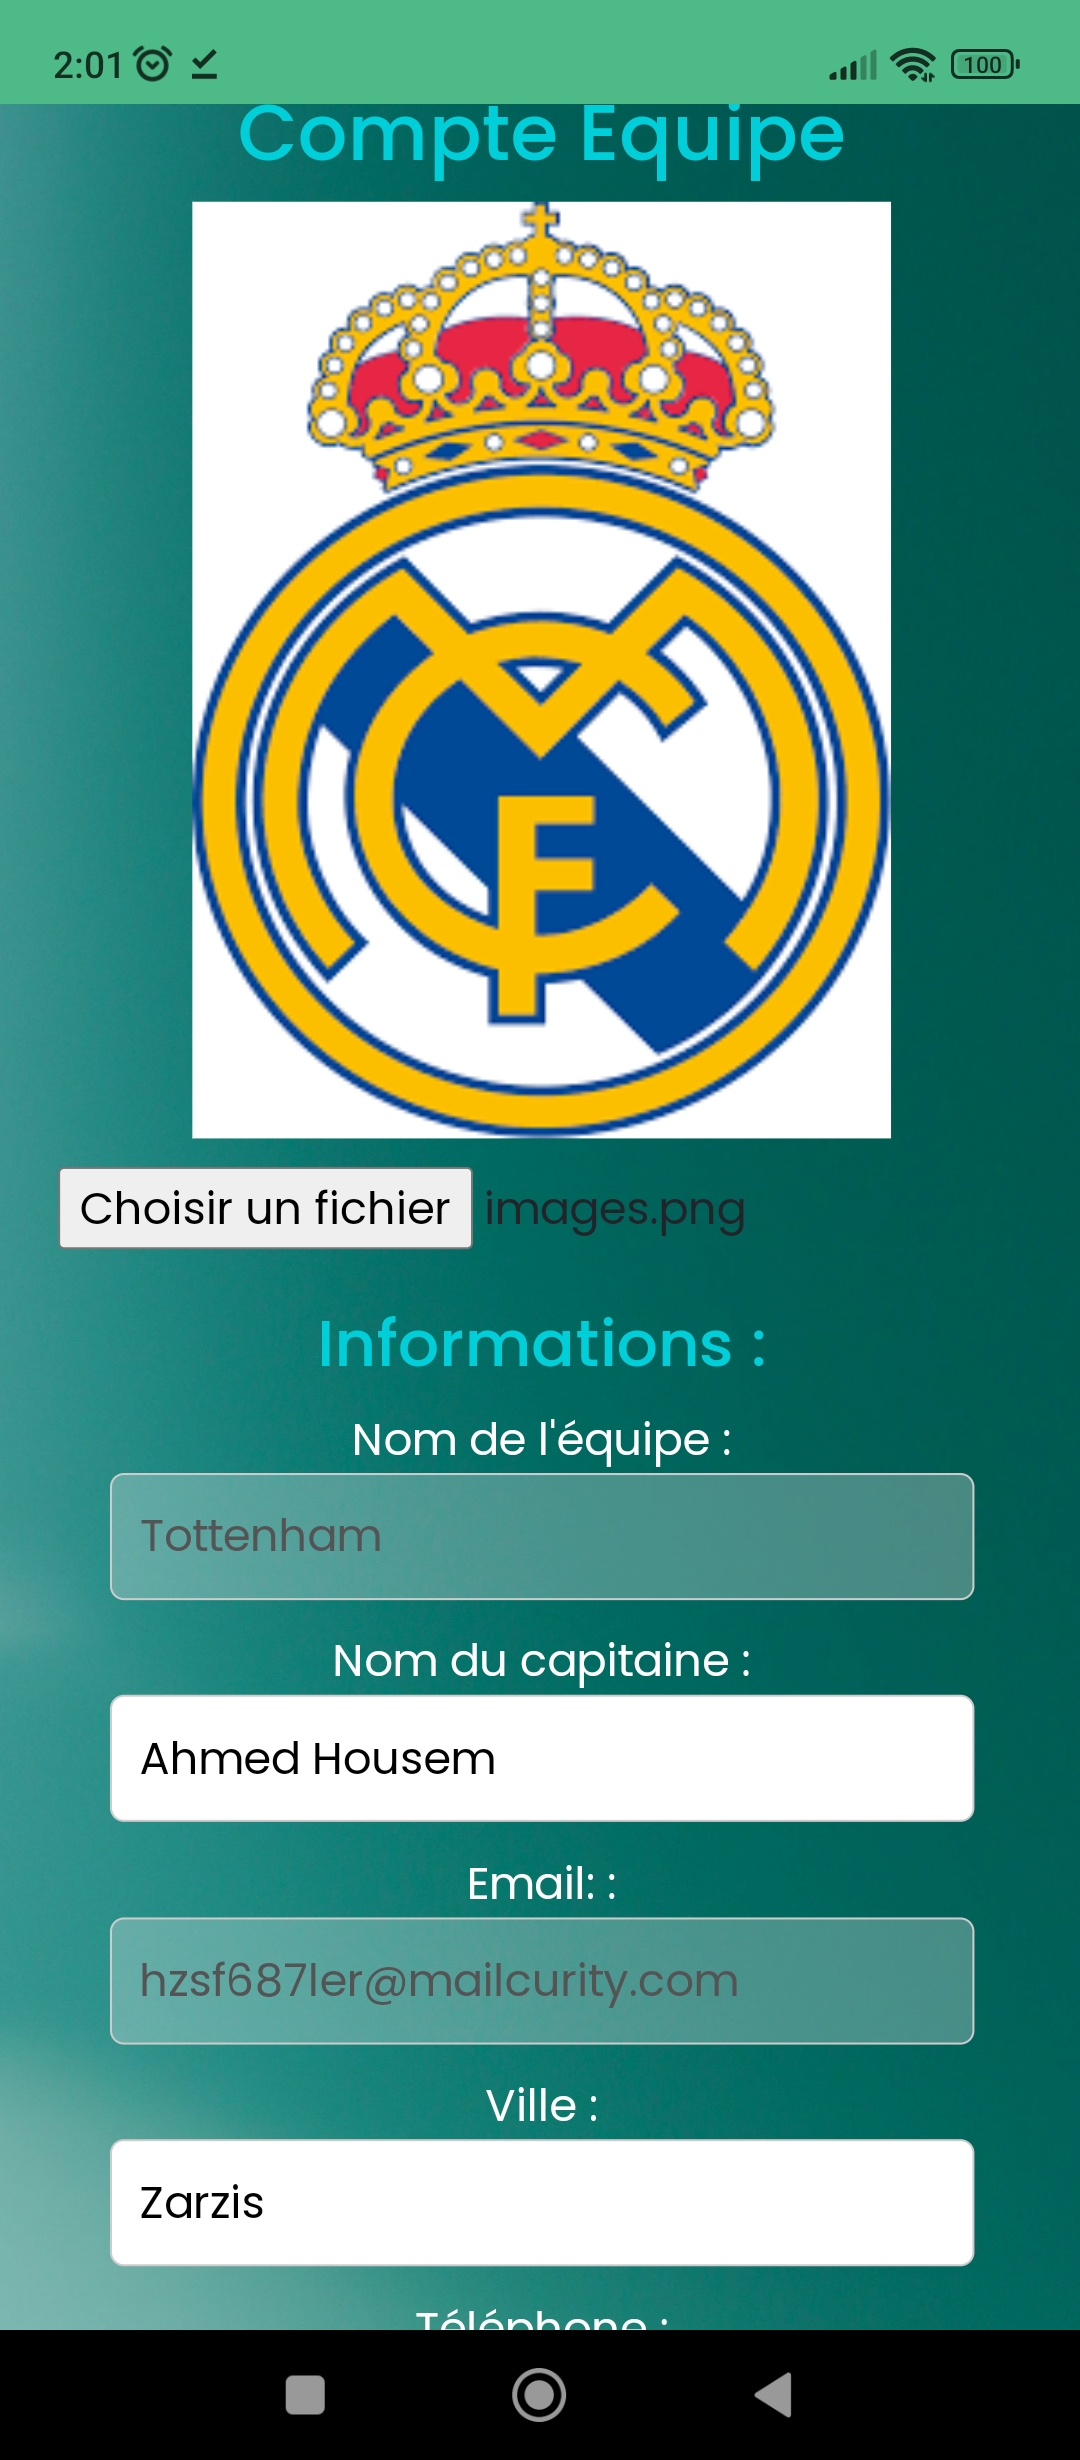 2:01 100
Compte Equipe
Choisir un fichier images.png
Informations :
Nom de l'équipe :
Tottenham
Nom du capitaine :
Ahmed Housem
Email: :
hzsf687ler@mailcurity.com
Ville :
Zarzis
Téléphone :